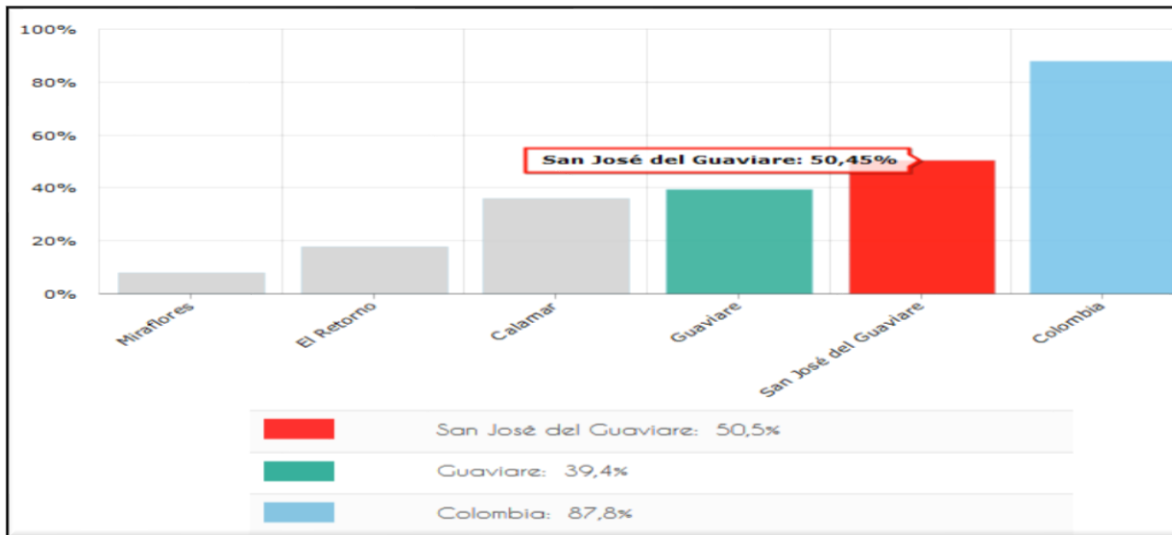 100%
80%
60%
40%
20%
0%
San José del Guaviare: 50,45%
Miraflores
El Retorno
Calamar
Guaviare
San José del Guaviare
Colombia
San José del Guaviare: 50,5%
Guaviare: 39,4%
Colombia: 87,8%